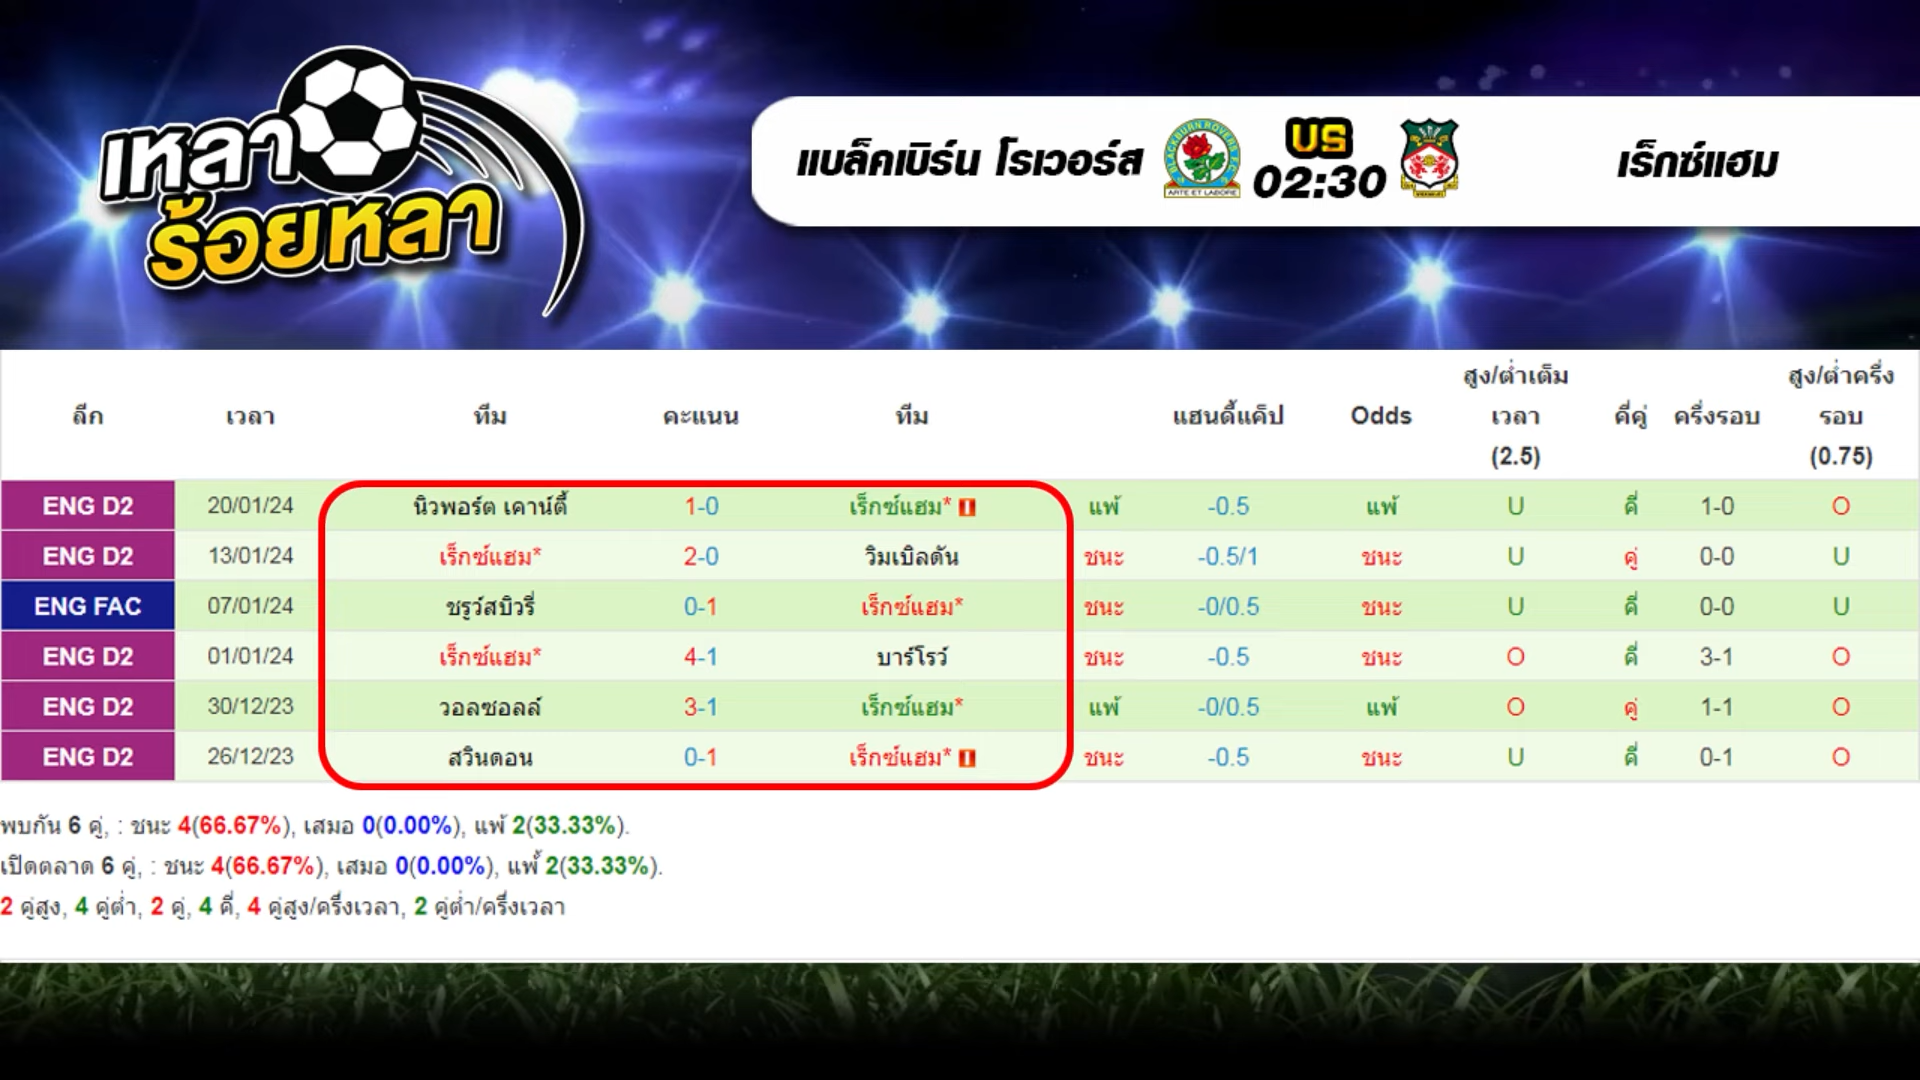 เหลา
ร้อยหลา
แบล็คเบิร์น โรเวอร์ส
BLACKBURN ROVERS F.C.
ARTE ET LABORE
US
02:30
เร็กซ์แฮม
ลีก เวลา ทีม คะแนน ทีม แฮนดี้แค็ป Odds สูง/ต่ำเต็มเวลา (2.5) คี่คู่ ครึ่งรอบ สูง/ต่ำครึ่งรอบ (0.75)
ENG D2 20/01/24 นิวพอร์ต เคาน์ตี้ 1-0 เร็กซ์แฮม* แพ้ -0.5 แพ้ U คี่ 1-0 O
ENG D2 13/01/24 เร็กซ์แฮม* 2-0 วิมเบิลดัน ชนะ -0.5/1 ชนะ U คู่ 0-0 U
ENG FAC 07/01/24 ชรูว์สบิวรี่ 0-1 เร็กซ์แฮม* ชนะ -0/0.5 ชนะ U คี่ 0-0 U
ENG D2 01/01/24 เร็กซ์แฮม* 4-1 บาร์โรว์ ชนะ -0.5 ชนะ O คี่ 3-1 O
ENG D2 30/12/23 วอลซอลล์ 3-1 เร็กซ์แฮม* แพ้ -0/0.5 แพ้ O คู่ 1-1 O
ENG D2 26/12/23 สวินดอน 0-1 เร็กซ์แฮม* ชนะ -0.5 ชนะ U คี่ 0-1 O
พบกัน 6 คู่, : ชนะ 4(66.67%), เสมอ 0(0.00%), แพ้ 2(33.33%).
เปิดตลาด 6 คู่, : ชนะ 4(66.67%), เสมอ 0(0.00%), แพ้ 2(33.33%).
2 คู่สูง, 4 คู่ต่ำ, 2 คู่, 4 คี่, 4 คู่สูง/ครึ่งเวลา, 2 คู่ต่ำ/ครึ่งเวลา